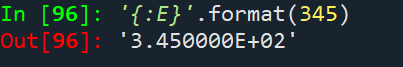 In [96]: '{:E}'.format(345)
Out[96]: '3.450000E+02'